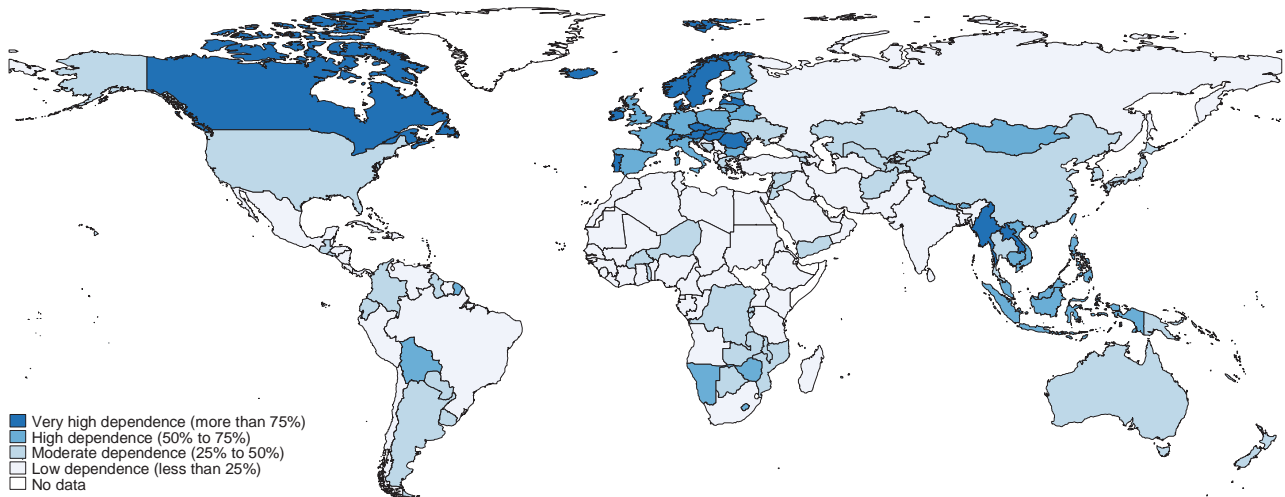 Very high dependence (more than 75%)
High dependence (50% to 75%)
Moderate dependence (25% to 50%)
Low dependence (less than 25%)
No data